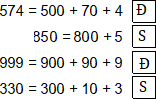 574 = 500 + 70 + 4 Đ
850 = 800 + 5 S
999 = 900 + 90 + 9 Đ
330 = 300 + 10 + 3 S